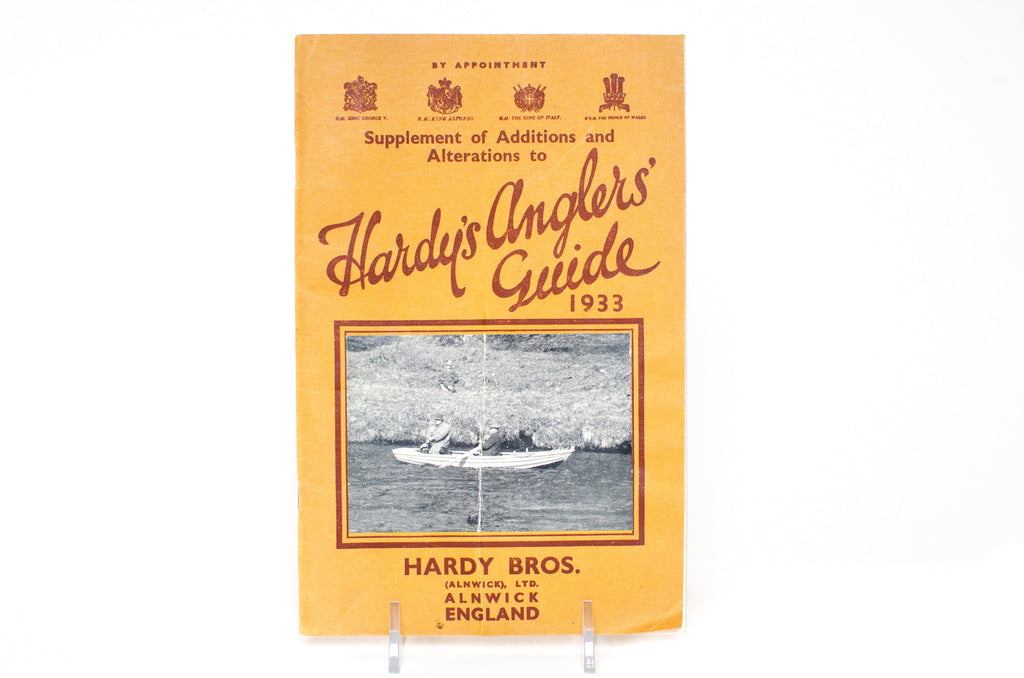 BY APPOINTMENT
H.M. KING GEORGE V. H.M. KING ALFONZO. H.M. THE KING OF ITALY. H.R.H. THE PRINCE OF WALES.
Supplement of Additions and
Alterations to
Hardy's Anglers'
Guide
1933
HARDY BROS.
(ALNWICK), LTD.
ALNWICK
ENGLAND